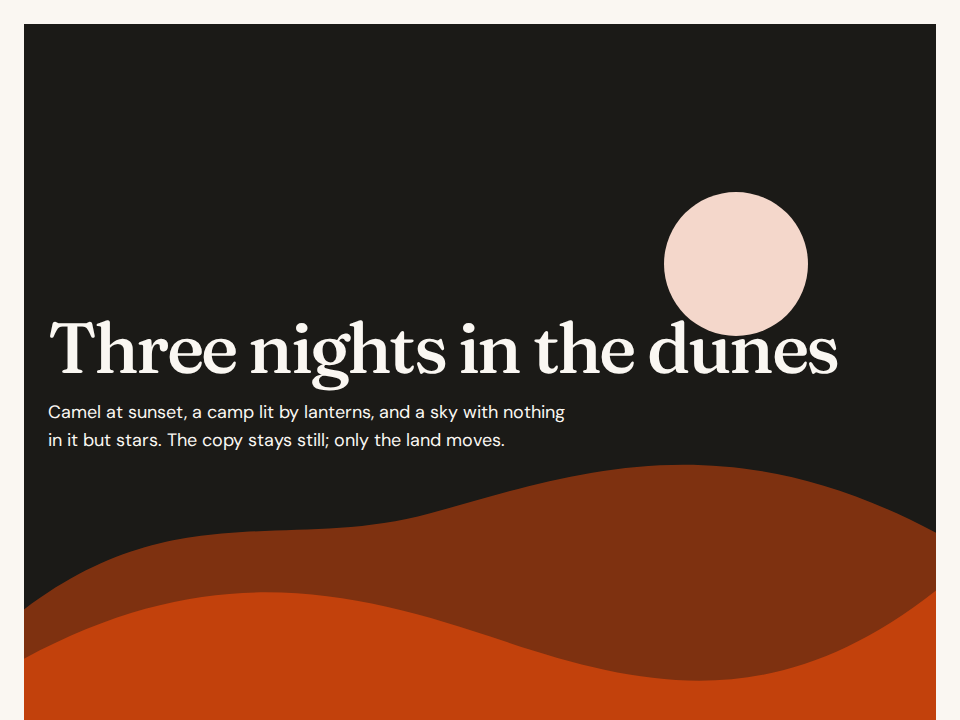 Three nights in the dunes
Camel at sunset, a camp lit by lanterns, and a sky with nothing
in it but stars. The copy stays still; only the land moves.